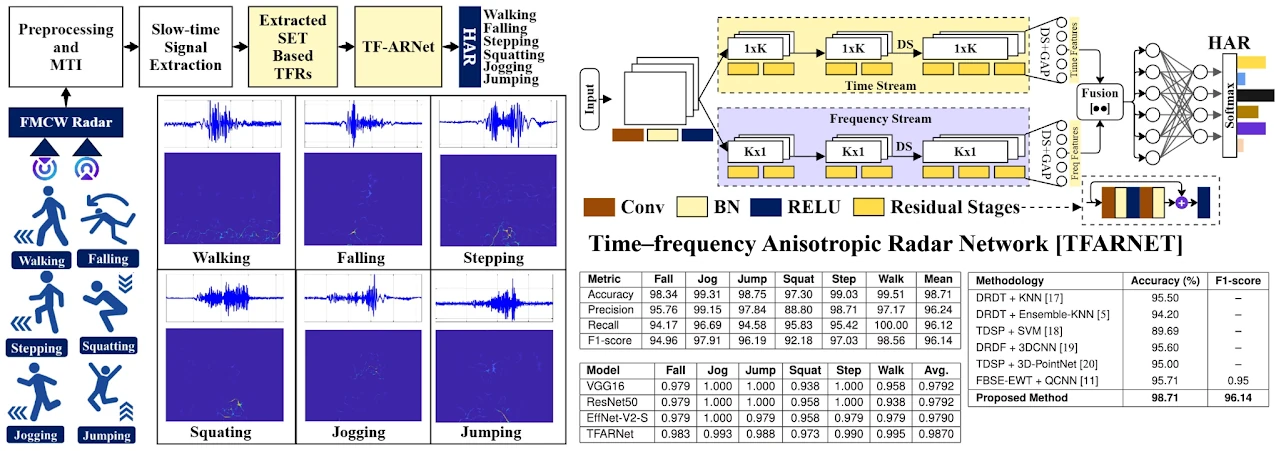 Preprocessing
and
MTI
Slow-time
Signal
Extraction
Extracted
SET
Based
TFRs
TF-ARNet
HAR
Walking
Falling
Stepping
Squatting
Jogging
Jumping
FMCW Radar
Walking
Falling
Stepping
Squatting
Jogging
Jumping
Walking
Falling
Stepping
Squating
Jogging
Jumping
Input
1xK
1xK
DS
1xK
Time Stream
DS+GAP
Time Features
Frequency Stream
Kx1
Kx1
DS
Kx1
DS+GAP
Freq Features
Fusion
[●●]
Softmax
HAR
Conv
BN
RELU
Residual Stages
+
Time–frequency Anisotropic Radar Network [TFARNET]
Metric Fall Jog Jump Squat Step Walk Mean
Accuracy 98.34 99.31 98.75 97.30 99.03 99.51 98.71
Precision 95.76 99.15 97.84 88.80 98.71 97.17 96.24
Recall 94.17 96.69 94.58 95.83 95.42 100.00 96.12
F1-score 94.96 97.91 96.19 92.18 97.03 98.56 96.14
Model Fall Jog Jump Squat Step Walk Avg.
VGG16 0.979 1.000 1.000 0.938 1.000 0.958 0.9792
ResNet50 0.979 1.000 1.000 0.958 1.000 0.938 0.9792
EffNet-V2-S 0.979 1.000 0.979 0.958 0.979 0.979 0.9790
TFARNet 0.983 0.993 0.988 0.973 0.990 0.995 0.9870
Methodology Accuracy (%) F1-score
DRDT + KNN [17] 95.50 –
DRDT + Ensemble-KNN [5] 94.20 –
TDSP + SVM [18] 89.69 –
DRDF + 3DCNN [19] 95.60 –
TDSP + 3D-PointNet [20] 95.00 –
FBSE-EWT + QCNN [11] 95.71 0.95
Proposed Method 98.71 96.14